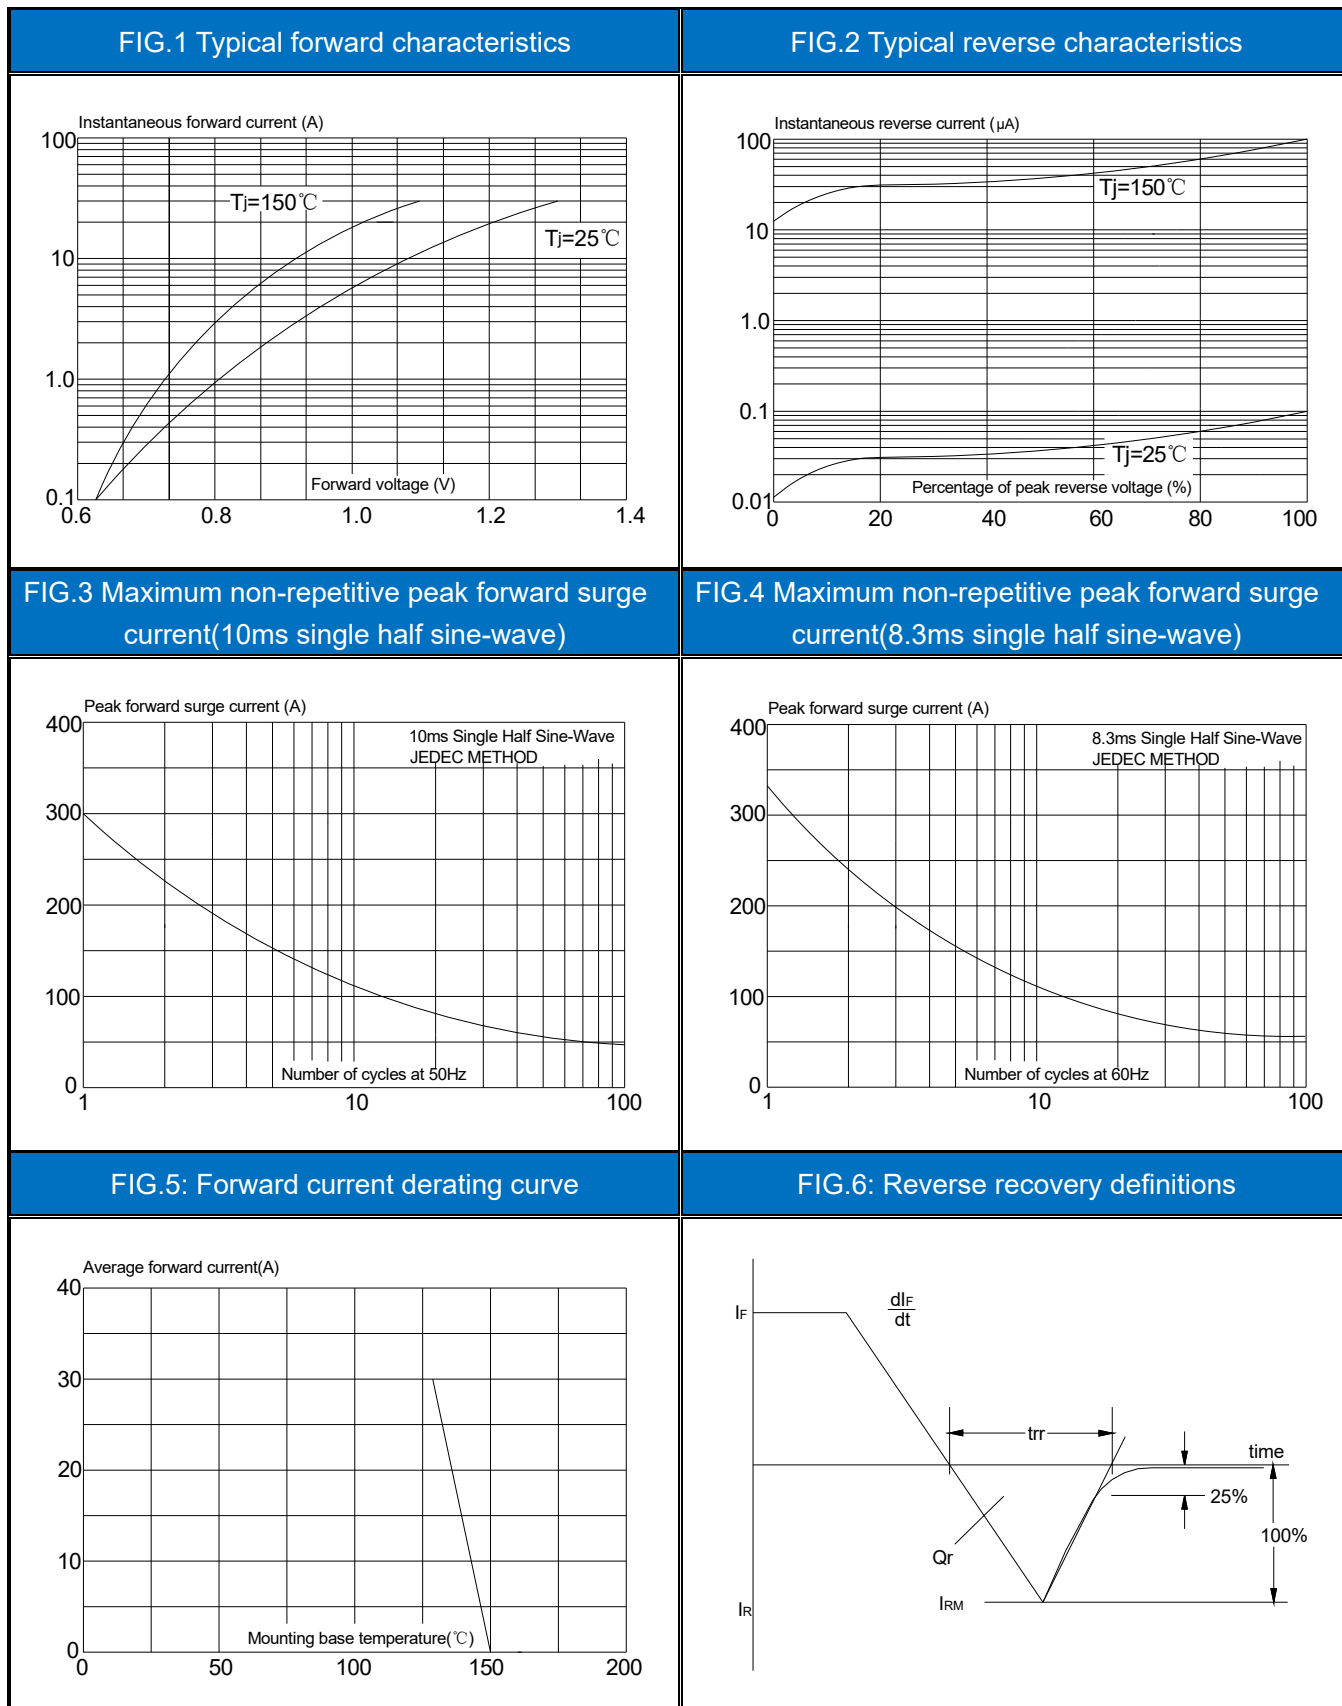 FIG.1 Typical forward characteristics
Instantaneous forward current (A)
100
10
1.0
0.1
Tj=150℃
Tj=25℃
Forward voltage (V)
0.6 0.8 1.0 1.2 1.4
FIG.2 Typical reverse characteristics
Instantaneous reverse current (μA)
100
10
1.0
0.1
0.01
Tj=150℃
Tj=25℃
Percentage of peak reverse voltage (%)
0 20 40 60 80 100
FIG.3 Maximum non-repetitive peak forward surge
current(10ms single half sine-wave)
Peak forward surge current (A)
400
300
200
100
0
10ms Single Half Sine-Wave
JEDEC METHOD
Number of cycles at 50Hz
1 10 100
FIG.4 Maximum non-repetitive peak forward surge
current(8.3ms single half sine-wave)
Peak forward surge current (A)
400
300
200
100
0
8.3ms Single Half Sine-Wave
JEDEC METHOD
Number of cycles at 60Hz
1 10 100
FIG.5: Forward current derating curve
Average forward current(A)
40
30
20
10
0
Mounting base temperature(℃)
0 50 100 150 200
FIG.6: Reverse recovery definitions
IF
dIF
dt
trr
time
25%
100%
Qr
IRM
IR